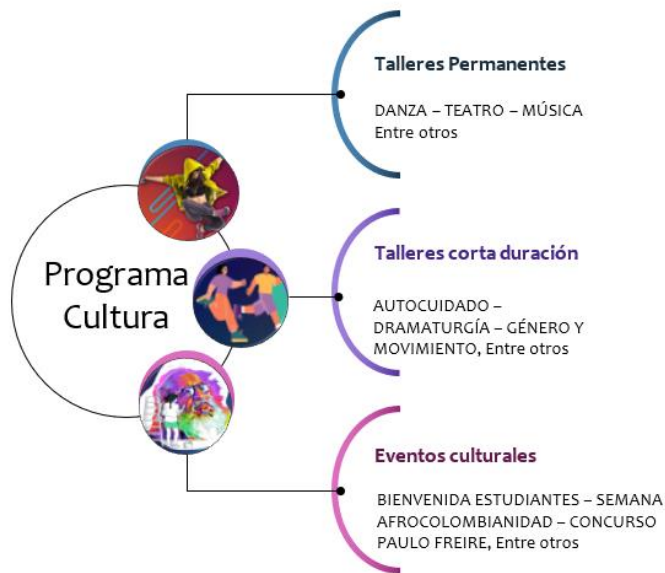 Programa
Cultura
Talleres Permanentes
DANZA – TEATRO – MÚSICA
Entre otros
Talleres corta duración
AUTOCUIDADO –
DRAMATURGÍA – GÉNERO Y
MOVIMIENTO, Entre otros
Eventos culturales
BIENVENIDA ESTUDIANTES – SEMANA
AFROCOLOMBIANIDAD – CONCURSO
PAULO FREIRE, Entre otros